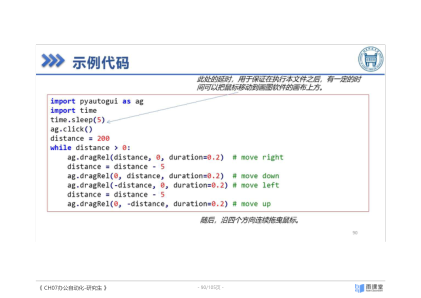 示例代码
此处的延时，用于保证在执行本文件之后，有一定的时
间可以把鼠标移动到画图软件的画布上方。
import pyautogui as ag
import time
time.sleep(5)
ag.click()
distance = 200
while distance > 0:
    ag.dragRel(distance, 0, duration=0.2)  # move right
    distance = distance - 5
    ag.dragRel(0, distance, duration=0.2)  # move down
    ag.dragRel(-distance, 0, duration=0.2) # move left
    distance = distance - 5
    ag.dragRel(0, -distance, duration=0.2) # move up
随后，沿四个方向连续拖曳鼠标。
《CH07办公自动化-研究生》
雨课堂